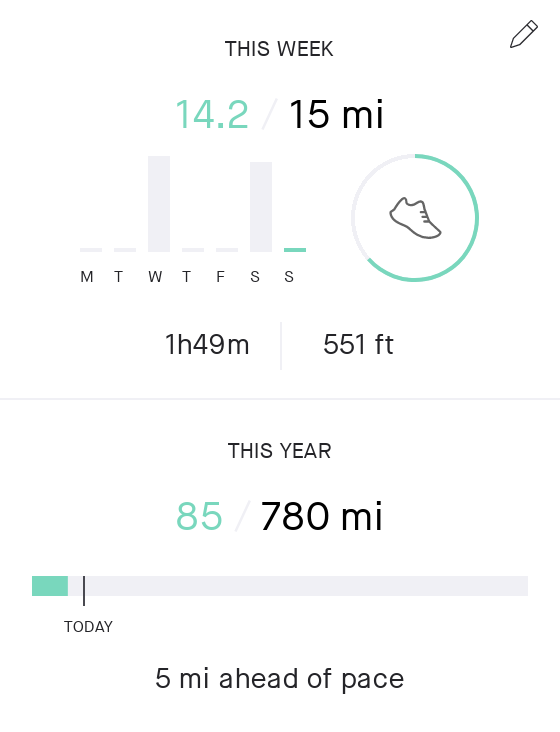 THIS WEEK
14.2 / 15 mi
M T W T F S S
1h49m 551 ft
THIS YEAR
85 / 780 mi
TODAY
5 mi ahead of pace